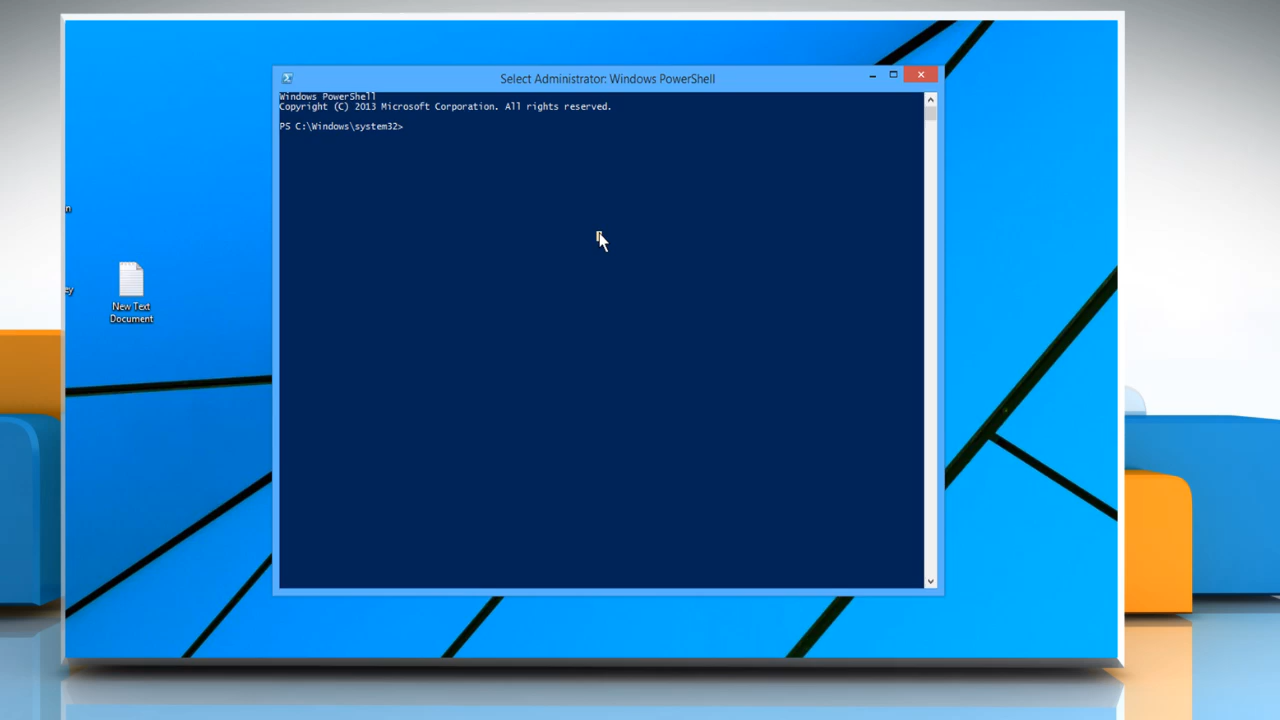 Select Administrator: Windows PowerShell
Windows PowerShell
Copyright (C) 2013 Microsoft Corporation. All rights reserved.
PS C:\Windows\system32>
n
ey
New Text
Document